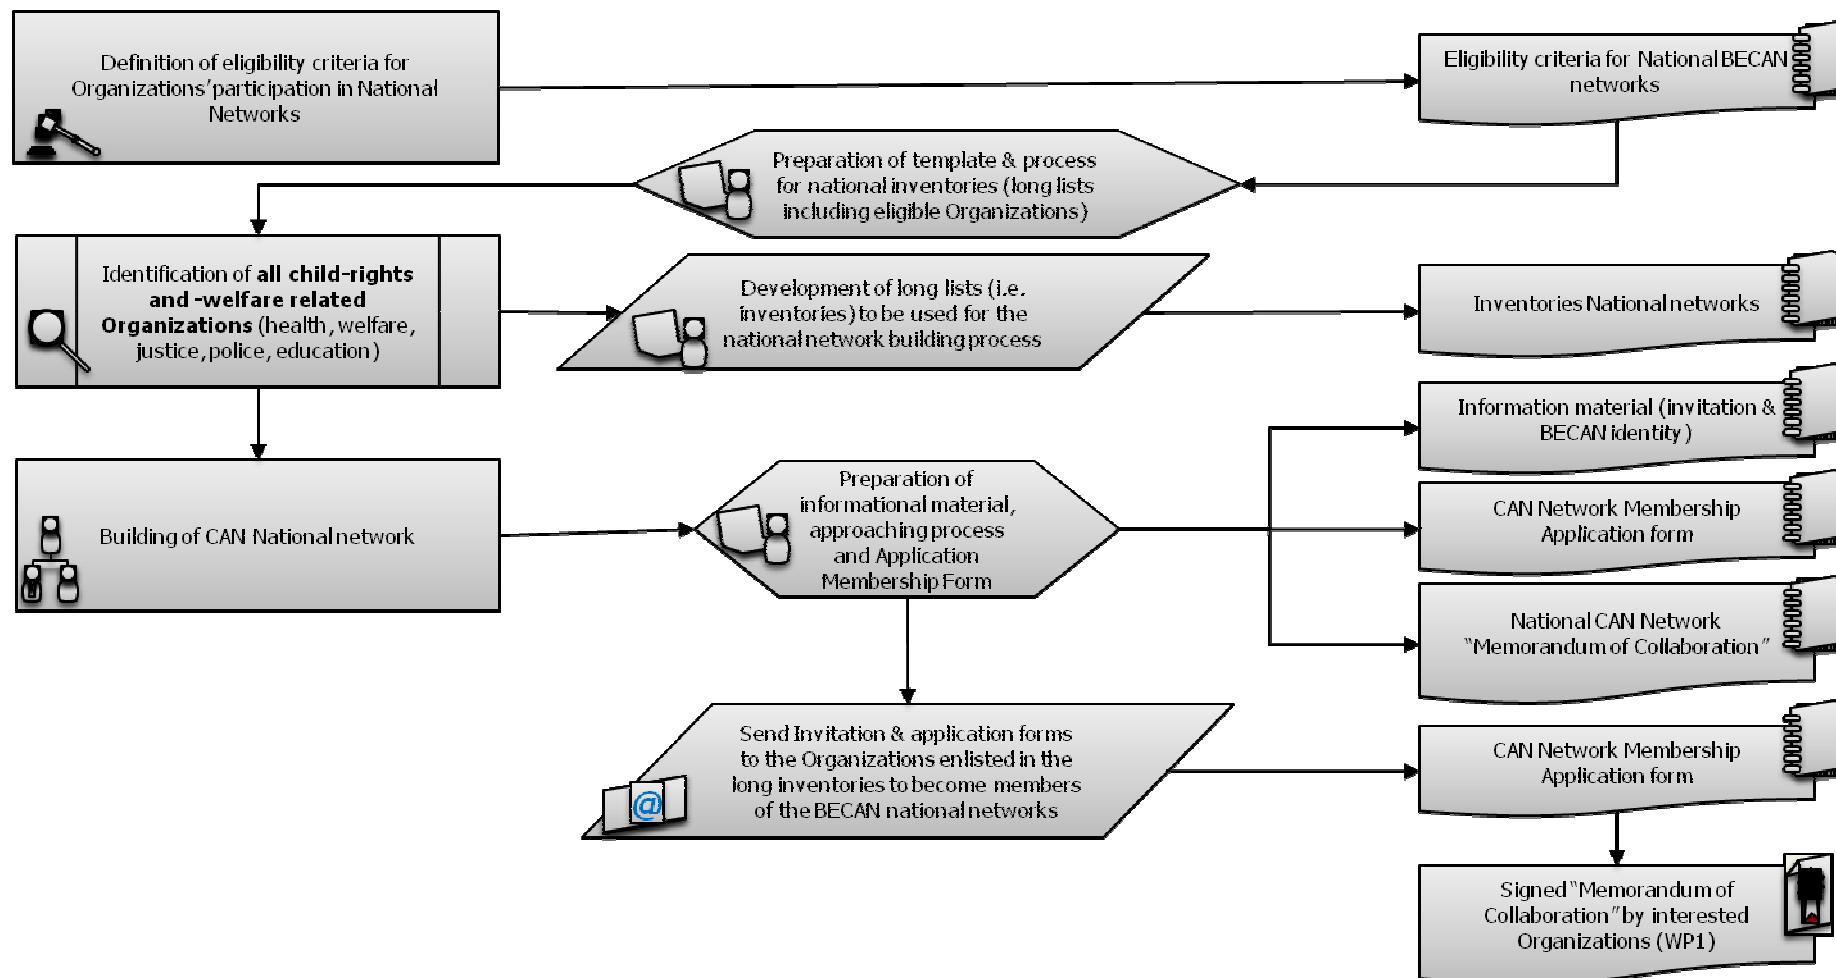 Definition of eligibility criteria for
Organizations' participation in National
Networks
Eligibility criteria for National BECAN
networks
Preparation of template & process
for national inventories (long lists
including eligible Organizations)
Identification of all child-rights
and -welfare related
Organizations (health, welfare,
justice, police, education)
Development of long lists (i.e.
inventories) to be used for the
national network building process
Inventories National networks
Information material (invitation &
BECAN identity)
Building of CAN National network
Preparation of
informational material,
approaching process
and Application
Membership Form
CAN Network Membership
Application form
National CAN Network
"Memorandum of Collaboration"
Send Invitation & application forms
to the Organizations enlisted in the
long inventories to become members
of the BECAN national networks
@
CAN Network Membership
Application form
Signed "Memorandum of
Collaboration" by interested
Organizations (WP1)